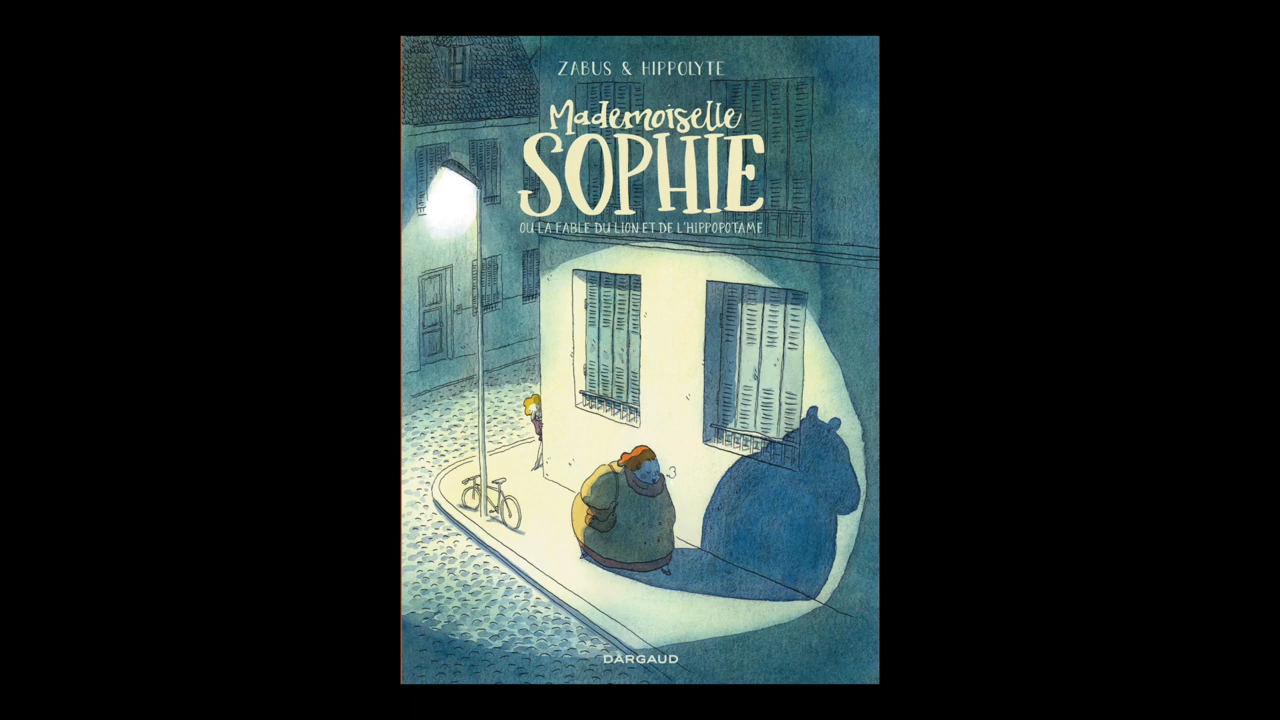 ZABUS & HIPPOLYTE
Mademoiselle
SOPHIE
OU LA FABLE DU LION ET DE L'HIPPOPOTAME
DARGAUD